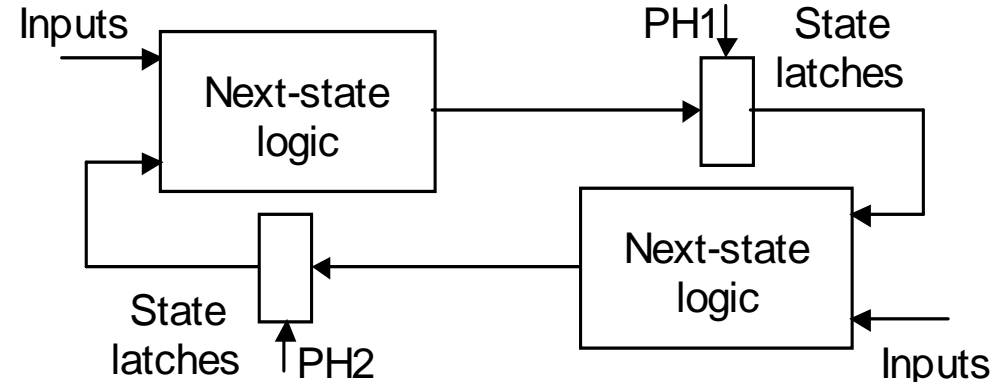 Inputs
Next-state
logic
PH1
State
latches
State
latches
PH2
Next-state
logic
Inputs